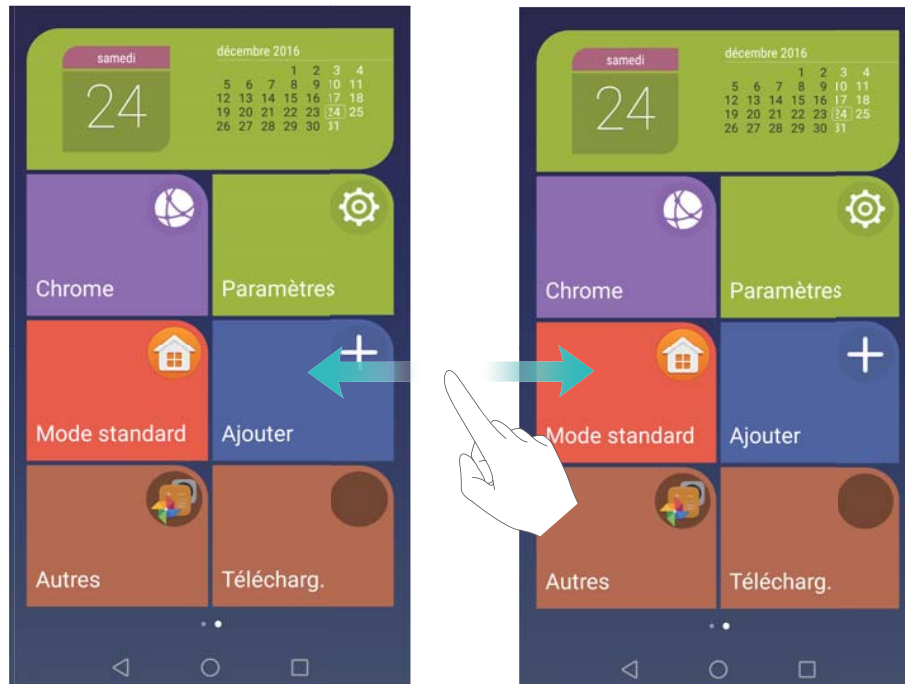 samedi
24
décembre 2016
1 2 3 4
5 6 7 8 9 10 11
12 13 14 15 16 17 18
19 20 21 22 23 24 25
26 27 28 29 30 31
Chrome
Paramètres
Mode standard
Ajouter
Autres
Télécharg.
samedi
24
décembre 2016
1 2 3 4
5 6 7 8 9 10 11
12 13 14 15 16 17 18
19 20 21 22 23 24 25
26 27 28 29 30 31
Chrome
Paramètres
Mode standard
Ajouter
Autres
Télécharg.